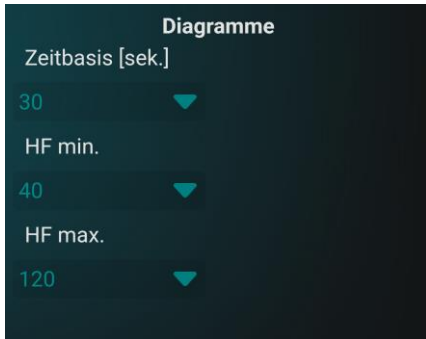 Diagramme
Zeitbasis [sek.]
30
HF min.
40
HF max.
120